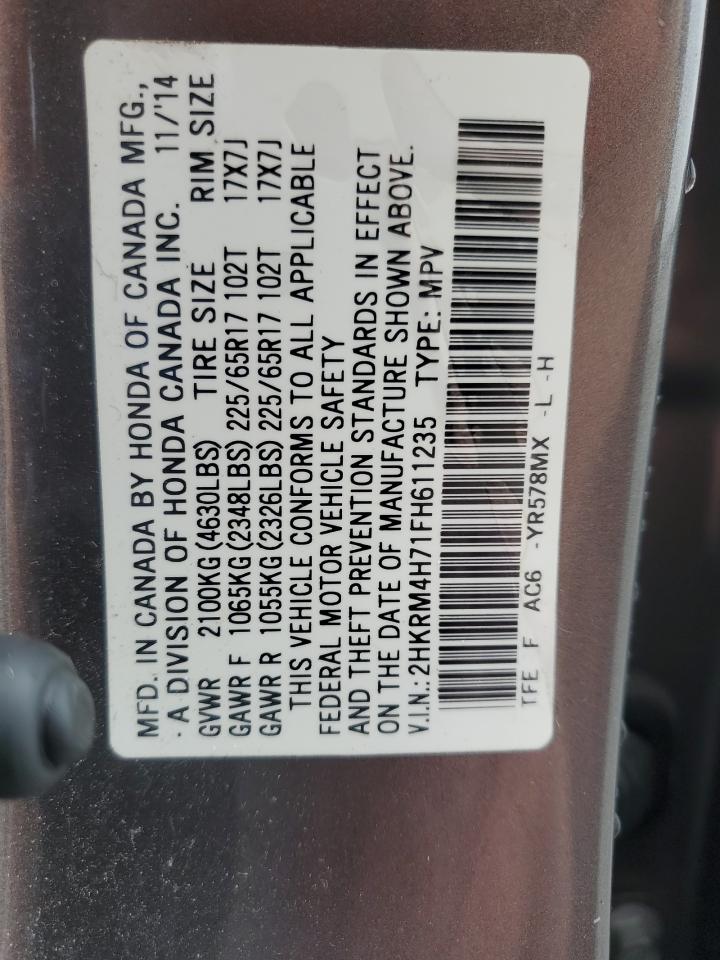 MFD. IN CANADA BY HONDA OF CANADA MFG.,
A DIVISION OF HONDA CANADA INC. 11/'14
GVWR 2100KG (4630LBS) TIRE SIZE RIM SIZE
GAWR F 1065KG (2348LBS) 225/65R17 102T 17X7J
GAWR R 1055KG (2326LBS) 225/65R17 102T 17X7J
THIS VEHICLE CONFORMS TO ALL APPLICABLE
FEDERAL MOTOR VEHICLE SAFETY
AND THEFT PREVENTION STANDARDS IN EFFECT
ON THE DATE OF MANUFACTURE SHOWN ABOVE.
V.I.N.: 2HKRM4H71FH611235 TYPE: MPV
TFE F AC6 -YR578MX -L -H